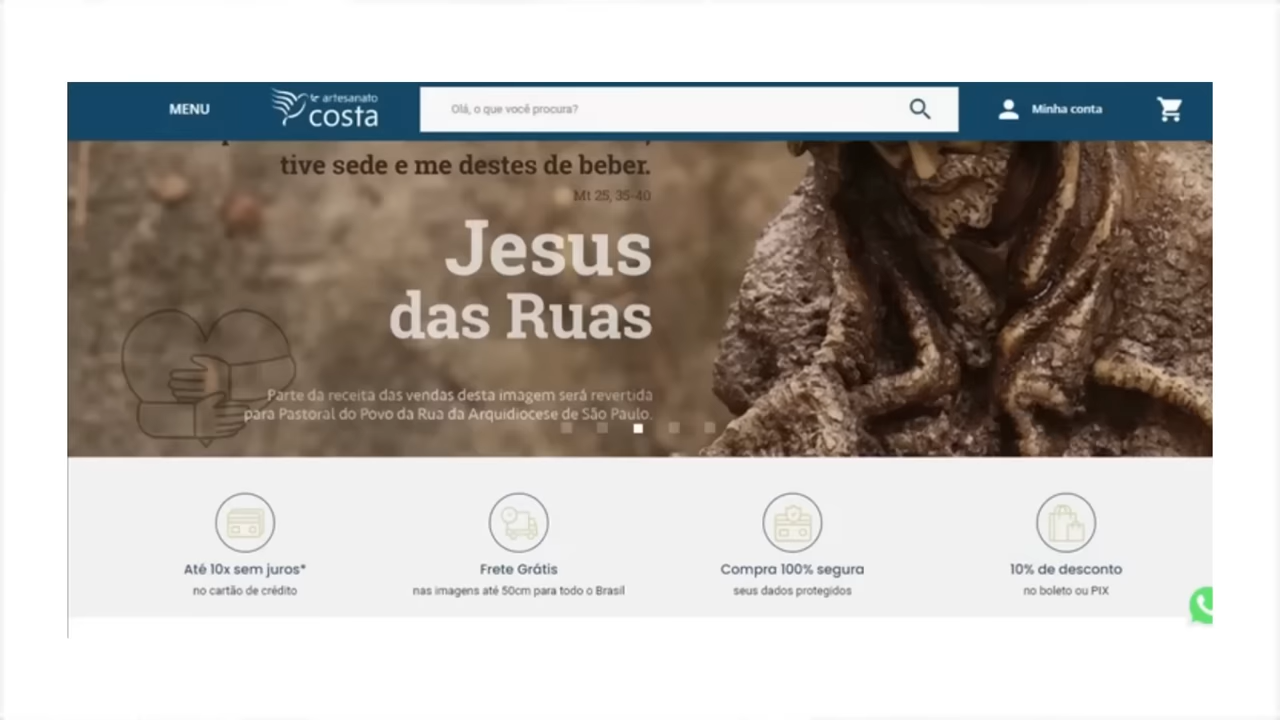 MENU
artesanato
costa
Olá, o que você procura?
Minha conta
tive sede e me destes de beber.
Mt 25, 35-40
Jesus
das Ruas
Parte da receita das vendas desta imagem será revertida
para Pastoral do Povo da Rua da Arquidiocese de São Paulo.
Até 10x sem juros*
no cartão de crédito
Frete Grátis
nas imagens até 50cm para todo o Brasil
Compra 100% segura
seus dados protegidos
10% de desconto
no boleto ou PIX